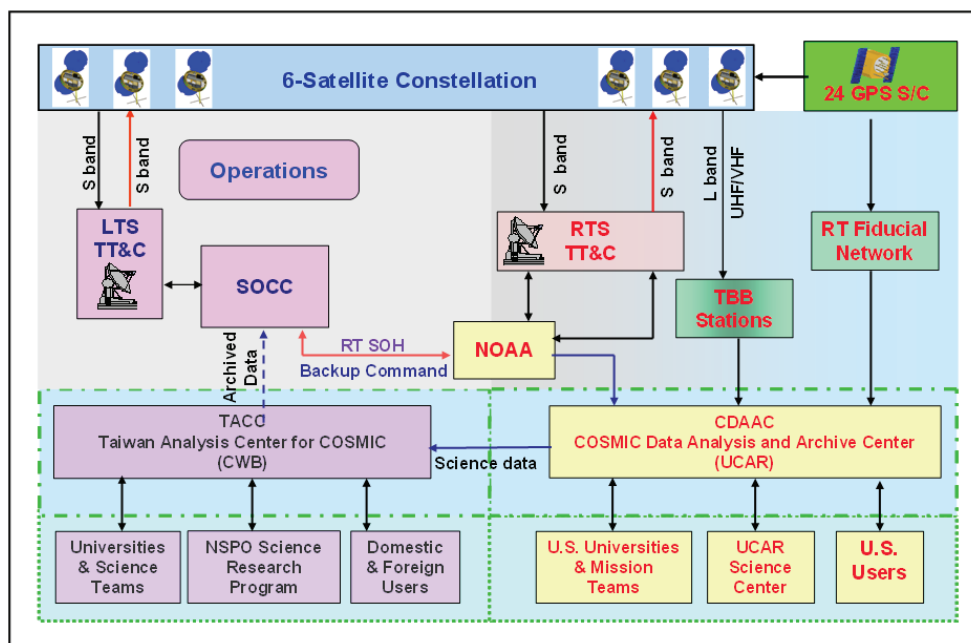 6-Satellite Constellation
24 GPS S/C
S band
S band
S band
S band
L band
UHF/VHF
Operations
LTS
TT&C
SOCC
RTS
TT&C
RT Fiducial
Network
TBB
Stations
NOAA
RT SOH
Backup Command
Archived
Data
TACC
Taiwan Analysis Center for COSMIC
(CWB)
Science data
CDAAC
COSMIC Data Analysis and Archive Center
(UCAR)
Universities
& Science
Teams
NSPO Science
Research
Program
Domestic
& Foreign
Users
U.S. Universities
& Mission
Teams
UCAR
Science
Center
U.S.
Users